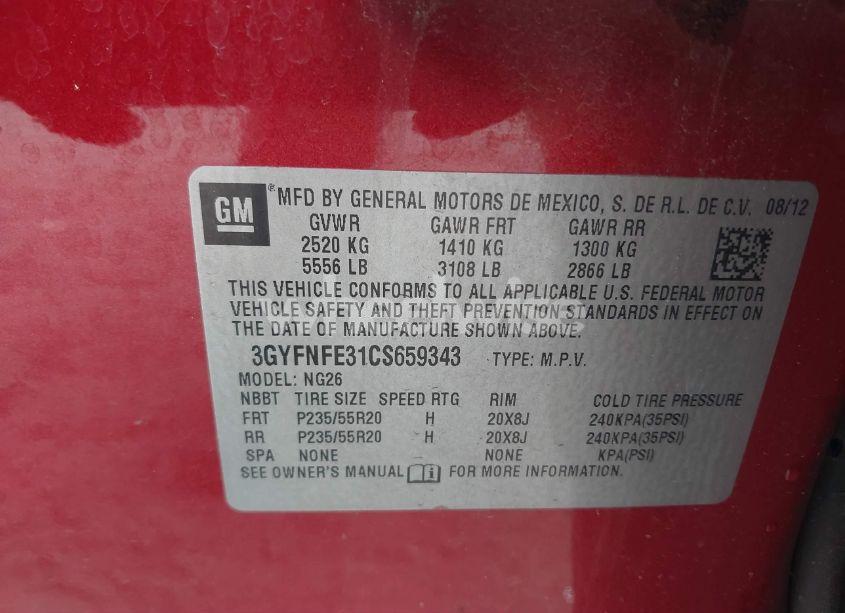 GM ® MFD BY GENERAL MOTORS DE MEXICO, S. DE R.L. DE C.V. 08/12
GVWR GAWR FRT GAWR RR
2520 KG 1410 KG 1300 KG
5556 LB 3108 LB 2866 LB
THIS VEHICLE CONFORMS TO ALL APPLICABLE U.S. FEDERAL MOTOR
VEHICLE SAFETY AND THEFT PREVENTION STANDARDS IN EFFECT ON
THE DATE OF MANUFACTURE SHOWN ABOVE.
3GYFNFE31CS659343 TYPE: M.P.V.
MODEL: NG26
NBBT TIRE SIZE SPEED RTG RIM COLD TIRE PRESSURE
FRT P235/55R20 H 20X8J 240KPA(35PSI)
RR P235/55R20 H 20X8J 240KPA(35PSI)
SPA NONE NONE KPA(PSI)
SEE OWNER'S MANUAL FOR MORE INFORMATION.